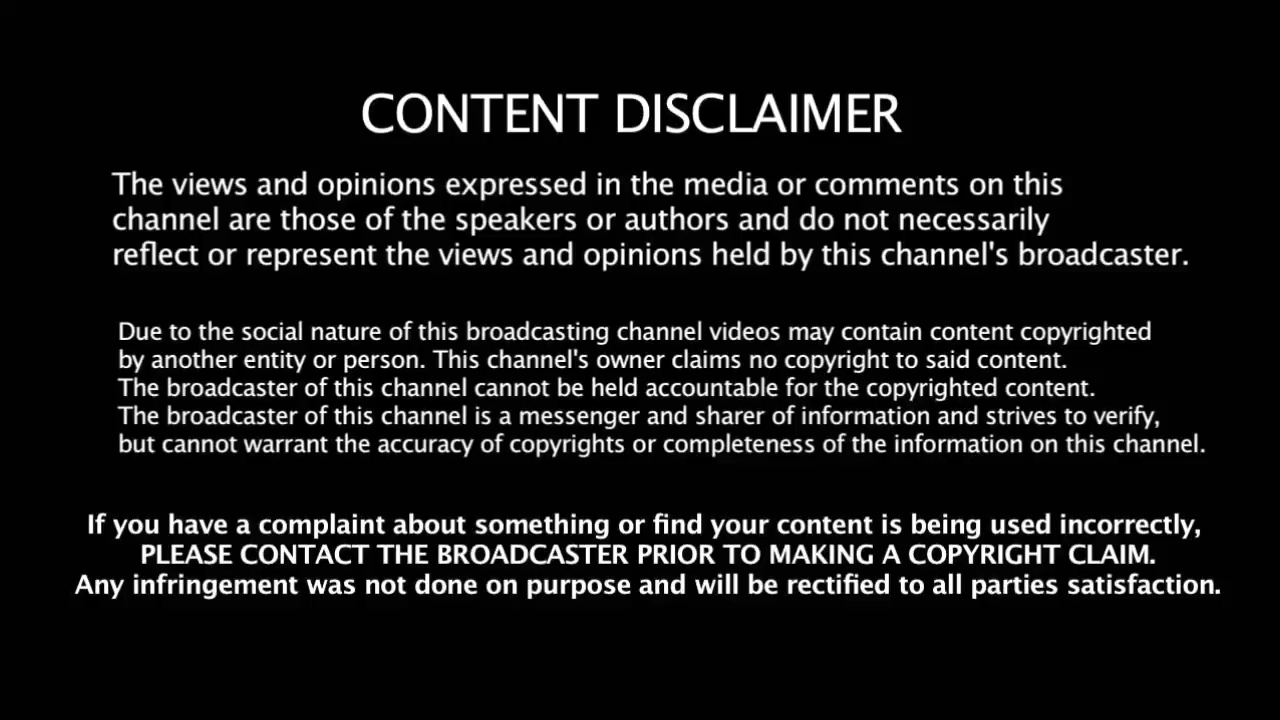 CONTENT DISCLAIMER
The views and opinions expressed in the media or comments on this
channel are those of the speakers or authors and do not necessarily
reflect or represent the views and opinions held by this channel's broadcaster.
Due to the social nature of this broadcasting channel videos may contain content copyrighted
by another entity or person. This channel's owner claims no copyright to said content.
The broadcaster of this channel cannot be held accountable for the copyrighted content.
The broadcaster of this channel is a messenger and sharer of information and strives to verify,
but cannot warrant the accuracy of copyrights or completeness of the information on this channel.
If you have a complaint about something or find your content is being used incorrectly,
PLEASE CONTACT THE BROADCASTER PRIOR TO MAKING A COPYRIGHT CLAIM.
Any infringement was not done on purpose and will be rectified to all parties satisfaction.